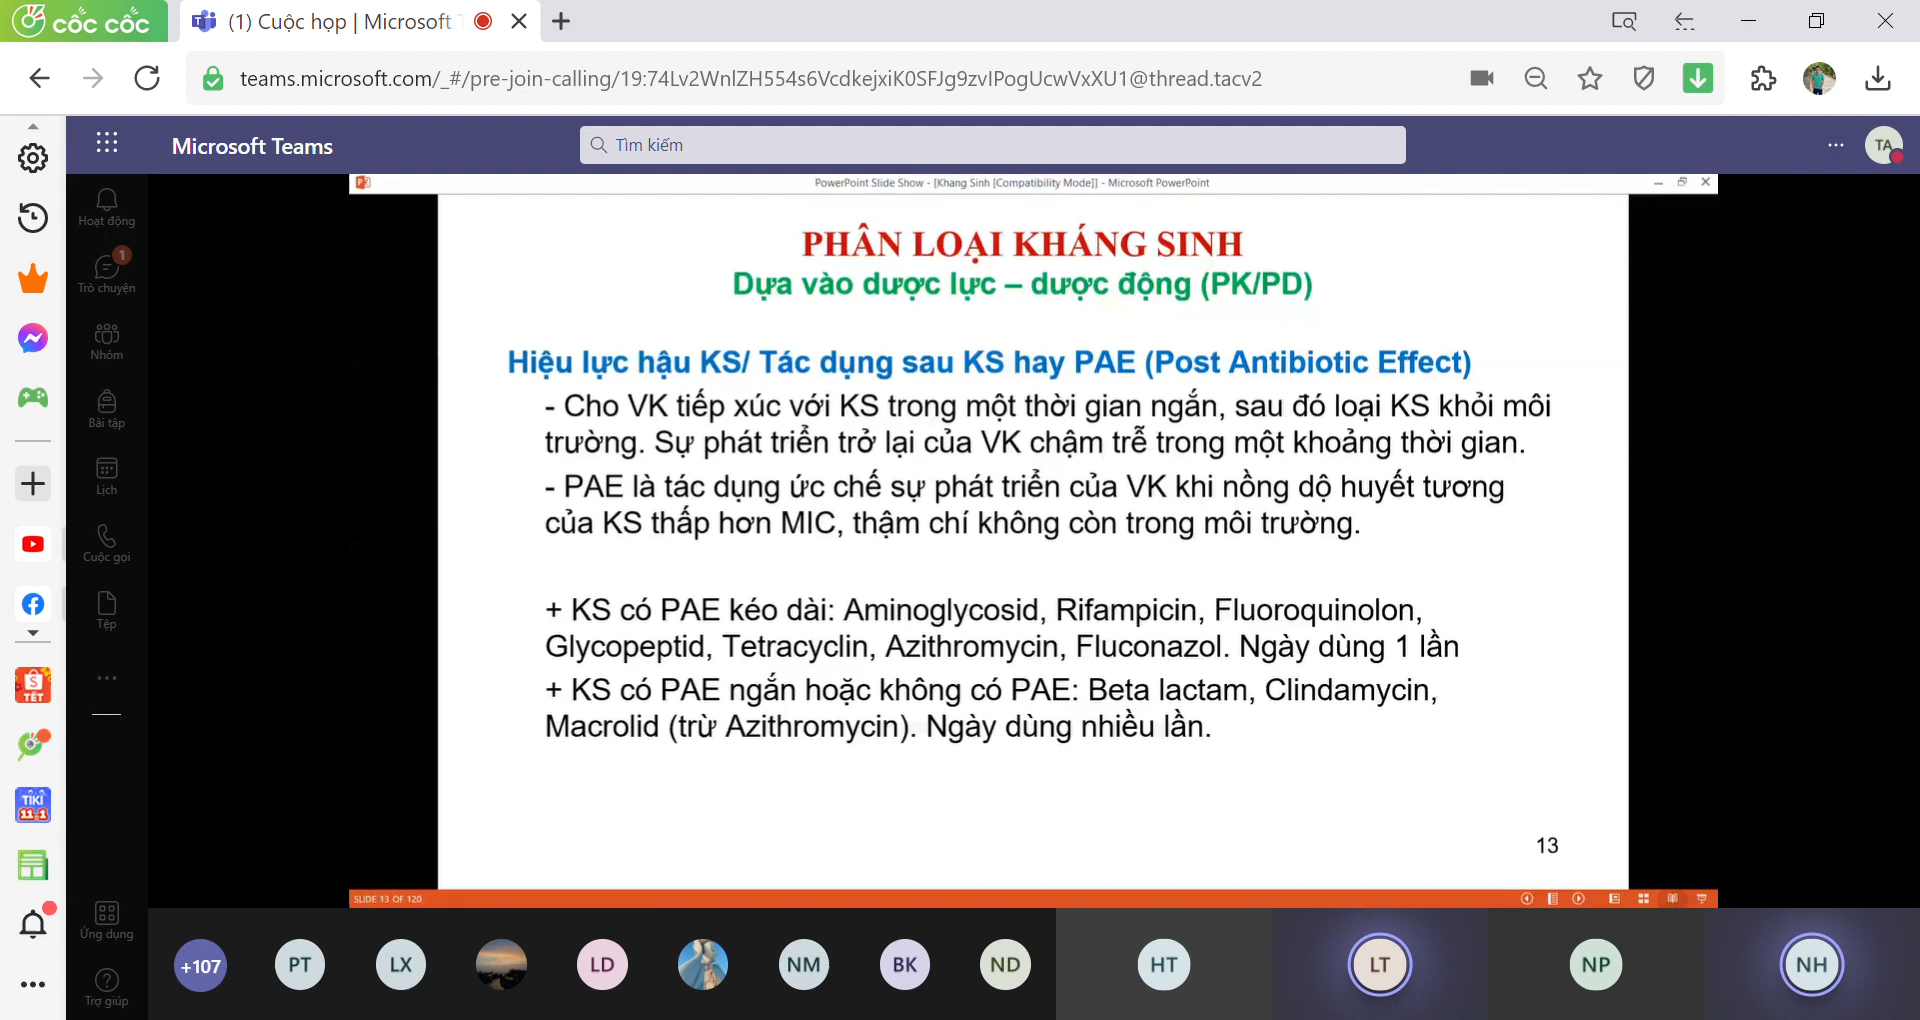 cốc cốc
(1) Cuộc họp | Microsoft T
teams.microsoft.com/_#/pre-join-calling/19:74Lv2WnlZH554s6VcdkejxiK0SFJg9zvIPogUcwVxXU1@thread.tacv2
Microsoft Teams
Tìm kiếm
TA
PowerPoint Slide Show - [Khang Sinh [Compatibility Mode]] - Microsoft PowerPoint
Hoạt động
1
Trò chuyện
Nhóm
Bài tập
Lịch
Cuộc gọi
Tệp
Ứng dụng
Trợ giúp
TẾT
TIKI
11.1
PHÂN LOẠI KHÁNG SINH
Dựa vào dược lực – dược động (PK/PD)
Hiệu lực hậu KS/ Tác dụng sau KS hay PAE (Post Antibiotic Effect)
- Cho VK tiếp xúc với KS trong một thời gian ngắn, sau đó loại KS khỏi môi
trường. Sự phát triển trở lại của VK chậm trễ trong một khoảng thời gian.
- PAE là tác dụng ức chế sự phát triển của VK khi nồng dộ huyết tương
của KS thấp hơn MIC, thậm chí không còn trong môi trường.
+ KS có PAE kéo dài: Aminoglycosid, Rifampicin, Fluoroquinolon,
Glycopeptid, Tetracyclin, Azithromycin, Fluconazol. Ngày dùng 1 lần
+ KS có PAE ngắn hoặc không có PAE: Beta lactam, Clindamycin,
Macrolid (trừ Azithromycin). Ngày dùng nhiều lần.
13
SLIDE 13 OF 120
+107
PT
LX
LD
NM
BK
ND
HT
LT
NP
NH